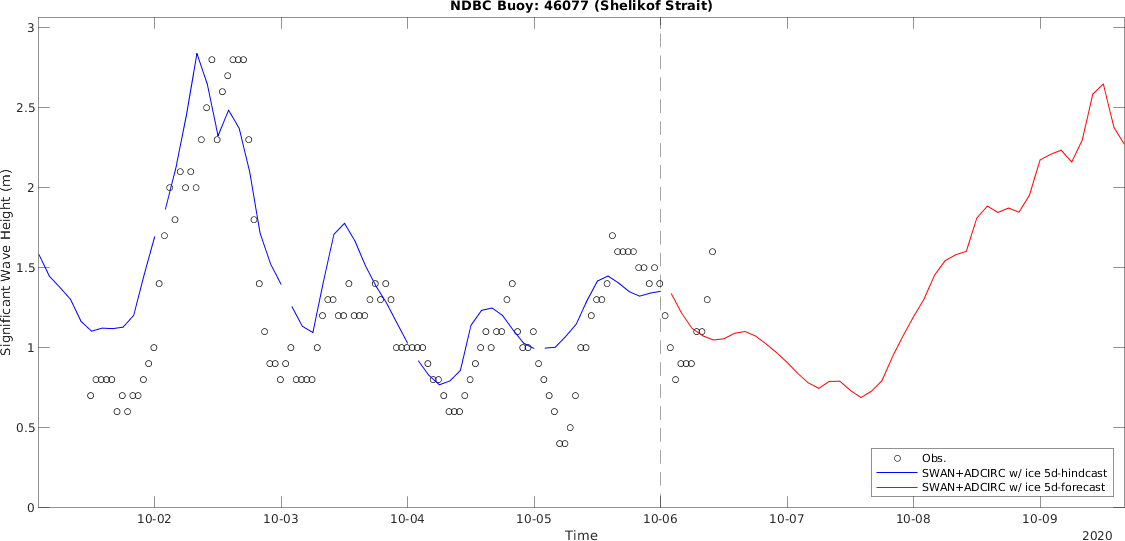 NDBC Buoy: 46077 (Shelikof Strait)
3
2.5
2
1.5
1
0.5
0
Significant Wave Height (m)
Obs.
SWAN+ADCIRC w/ ice 5d-hindcast
SWAN+ADCIRC w/ ice 5d-forecast
10-02 10-03 10-04 10-05 10-06 10-07 10-08 10-09
Time
2020